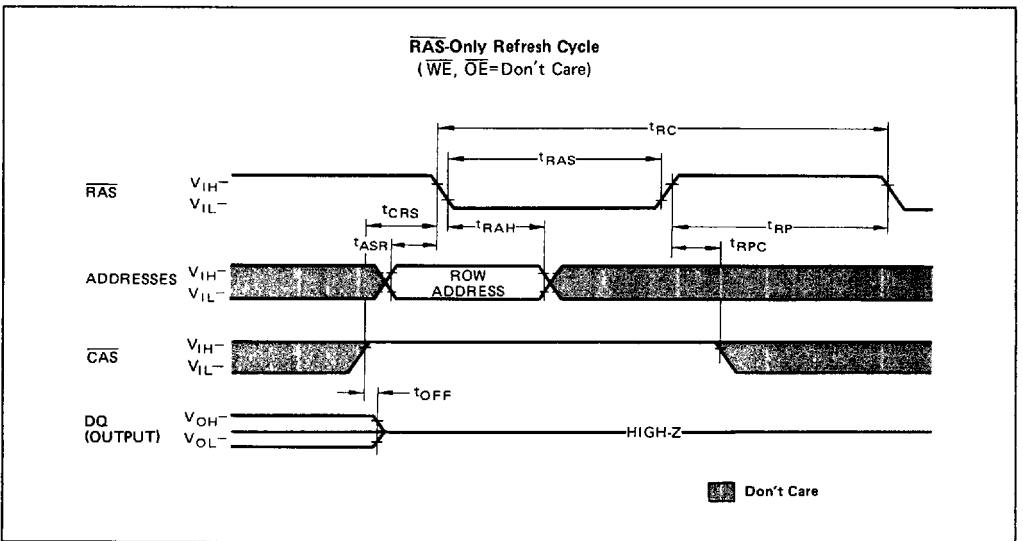 RAS-Only Refresh Cycle
(WE, OE=Don't Care)
tRC
tRAS
RAS
VIH-
VIL-
tCRS
tRAH
tRP
tASR
tRPC
ADDRESSES
VIH-
VIL-
ROW
ADDRESS
CAS
VIH-
VIL-
tOFF
DQ
(OUTPUT)
VOH-
VOL-
HIGH-Z
Don't Care